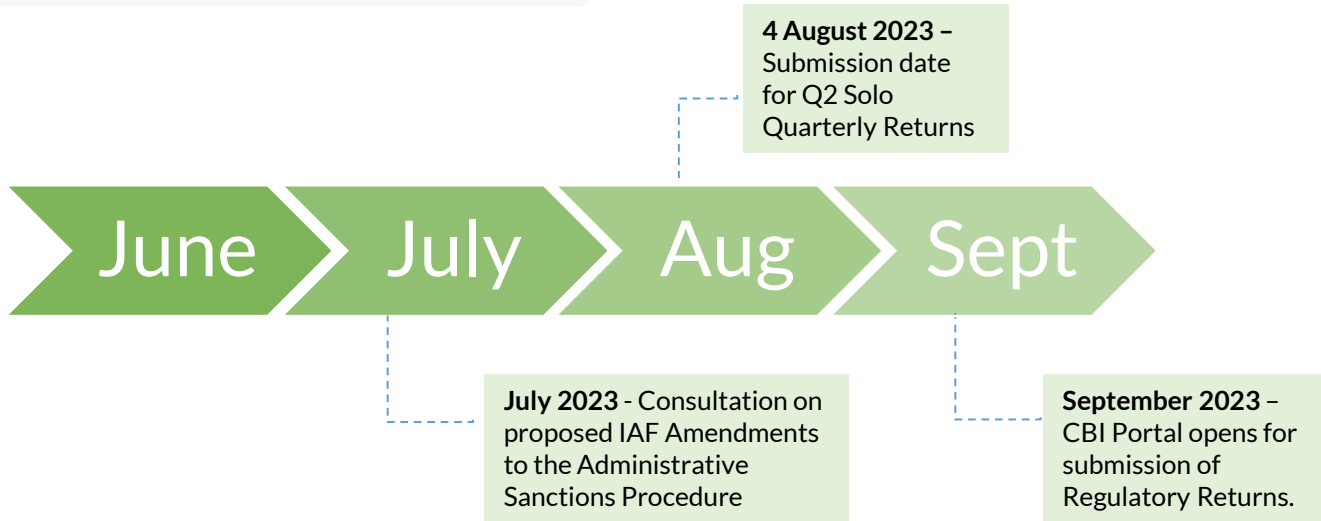 4 August 2023 –
Submission date
for Q2 Solo
Quarterly Returns
June
July
Aug
Sept
July 2023 - Consultation on
proposed IAF Amendments
to the Administrative
Sanctions Procedure
September 2023 –
CBI Portal opens for
submission of
Regulatory Returns.